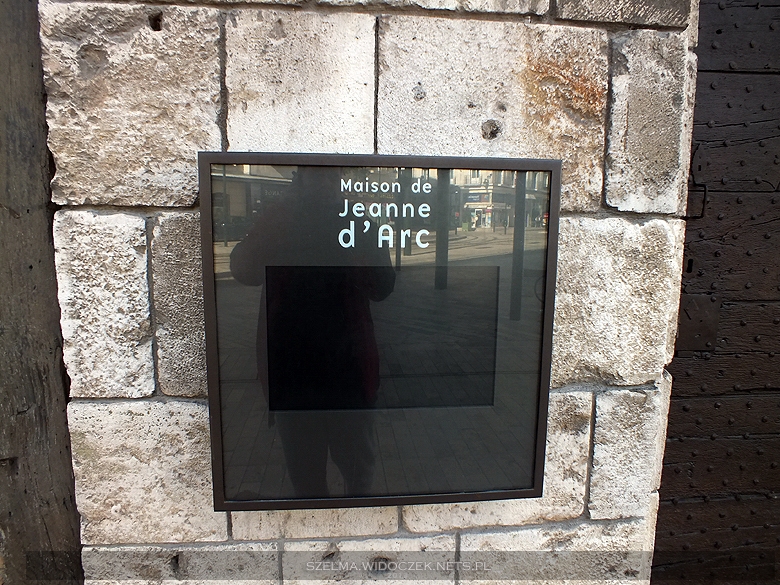 Maison de
Jeanne
d'Arc
SZELMA.WIDOCZEK.NETS.PL